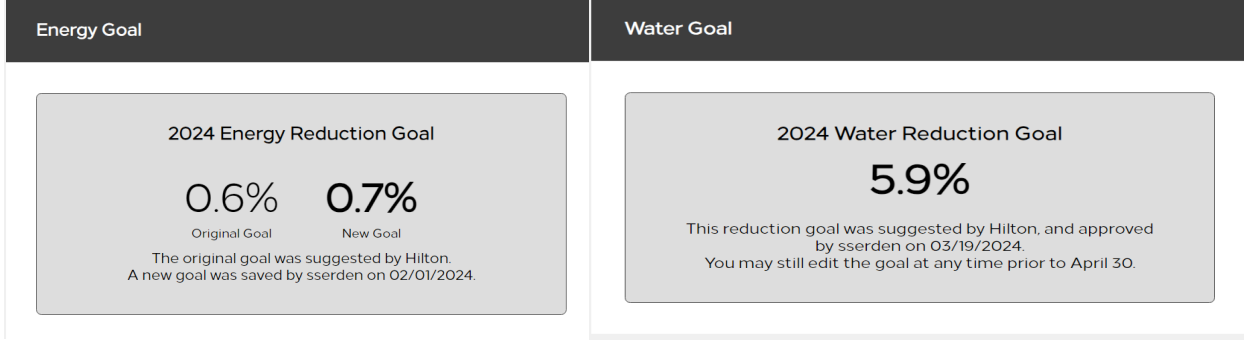 Energy Goal
2024 Energy Reduction Goal
0.6% 0.7%
Original Goal New Goal
The original goal was suggested by Hilton.
A new goal was saved by sserden on 02/01/2024.
Water Goal
2024 Water Reduction Goal
5.9%
This reduction goal was suggested by Hilton, and approved
by sserden on 03/19/2024.
You may still edit the goal at any time prior to April 30.